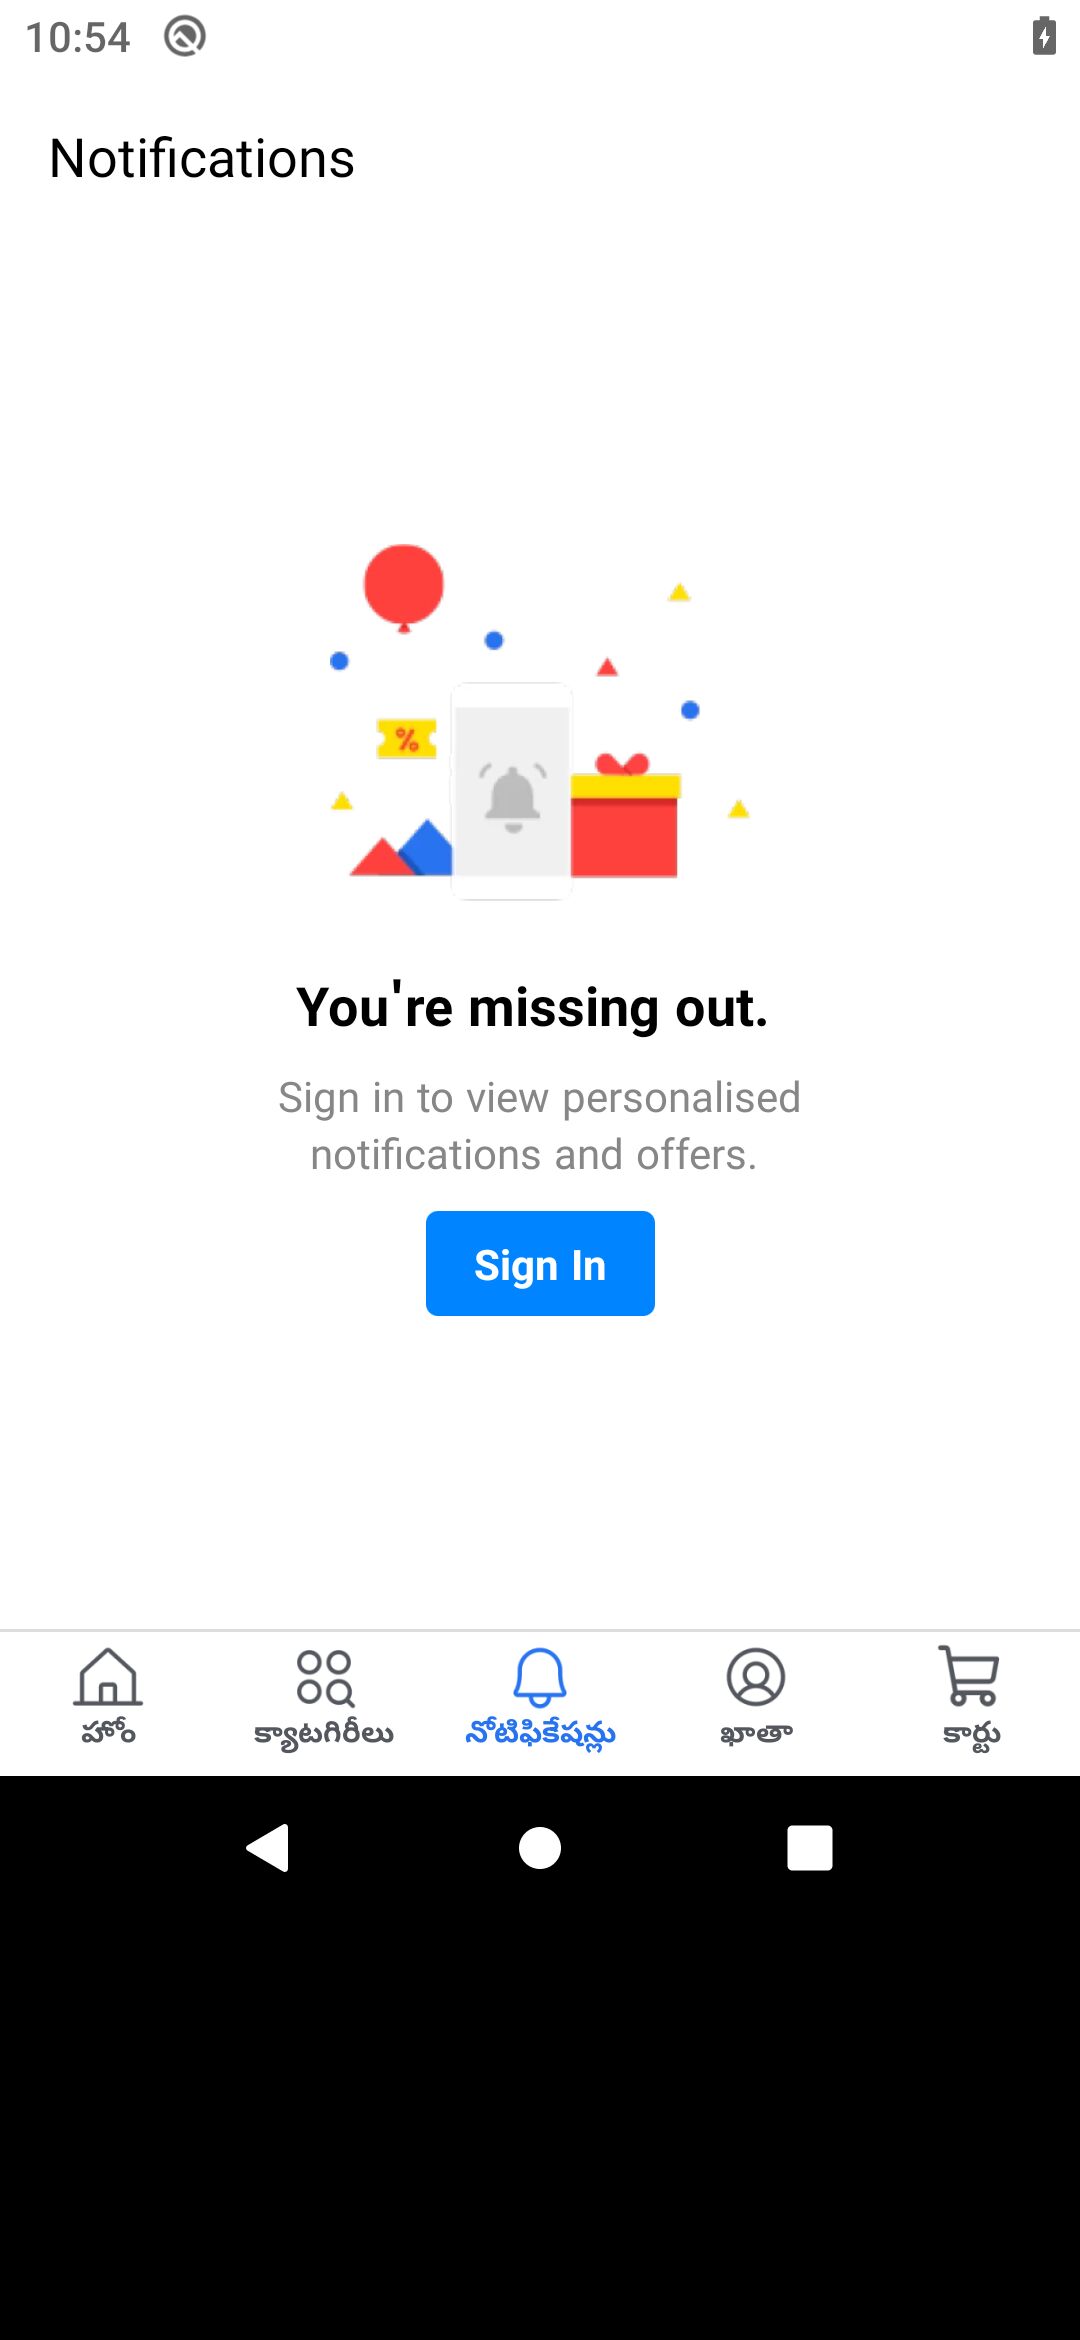 10:54
Notifications
%
You're missing out.
Sign in to view personalised
notifications and offers.
Sign In
హోం
క్యాటగిరీలు
నోటిఫికేషన్లు
ఖాతా
కార్టు